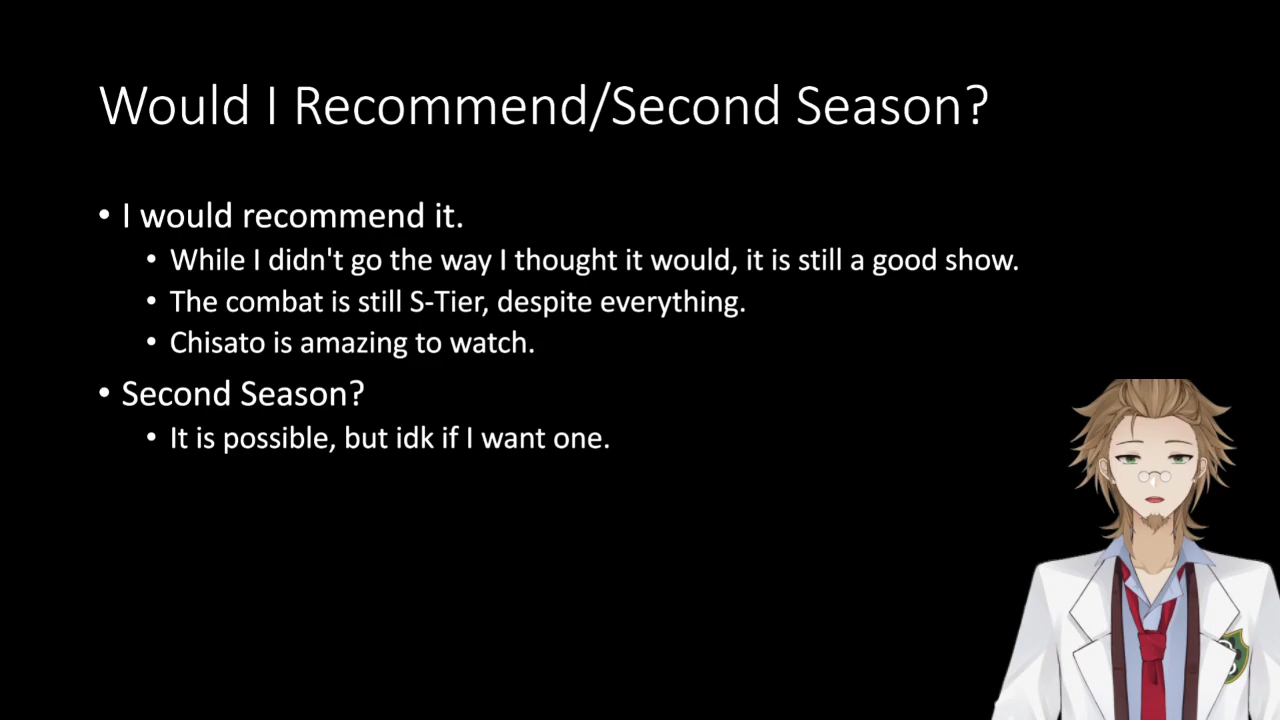 Would I Recommend/Second Season?
• I would recommend it.
• While I didn't go the way I thought it would, it is still a good show.
• The combat is still S-Tier, despite everything.
• Chisato is amazing to watch.
• Second Season?
• It is possible, but idk if I want one.